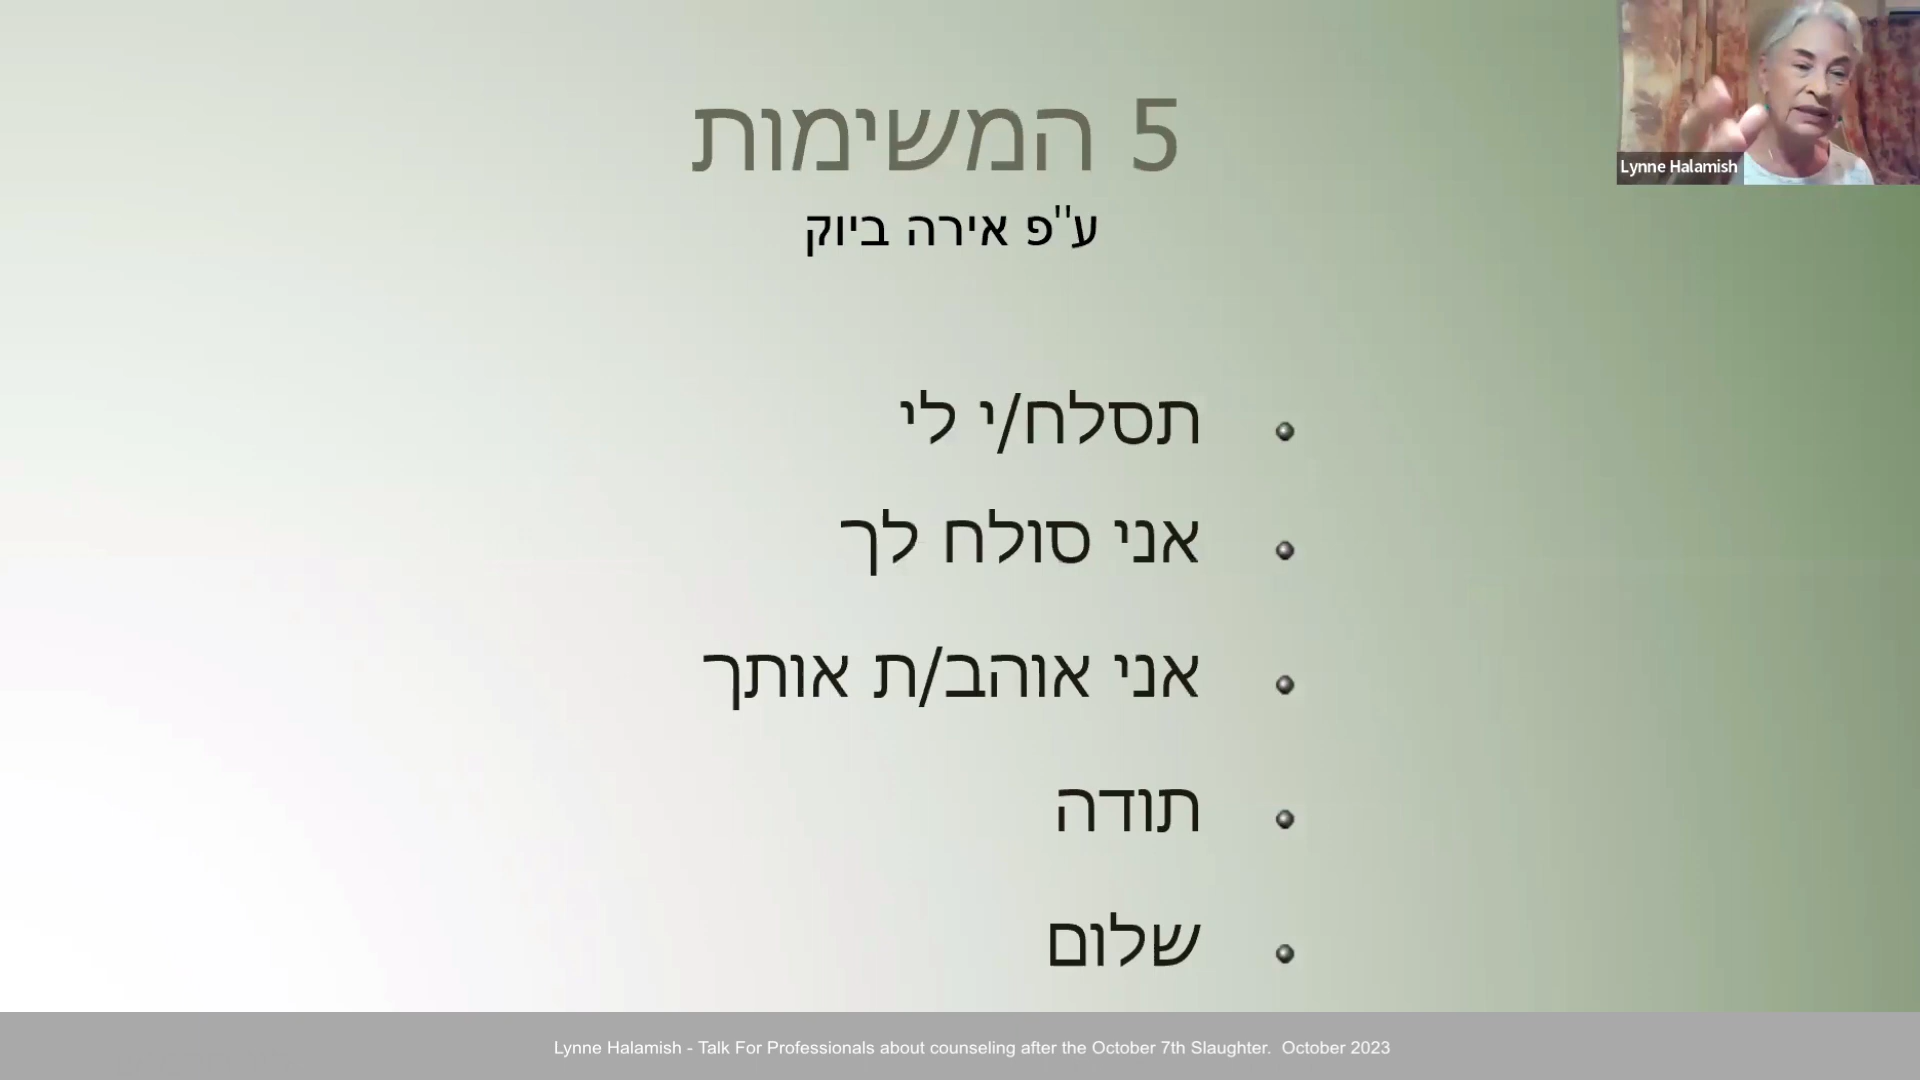 5 המשימות
ע''פ אירה ביוק
תסלח/י לי
אני סולח לך
אני אוהב/ת אותך
תודה
שלום
Lynne Halamish
Lynne Halamish - Talk For Professionals about counseling after the October 7th Slaughter.  October 2023